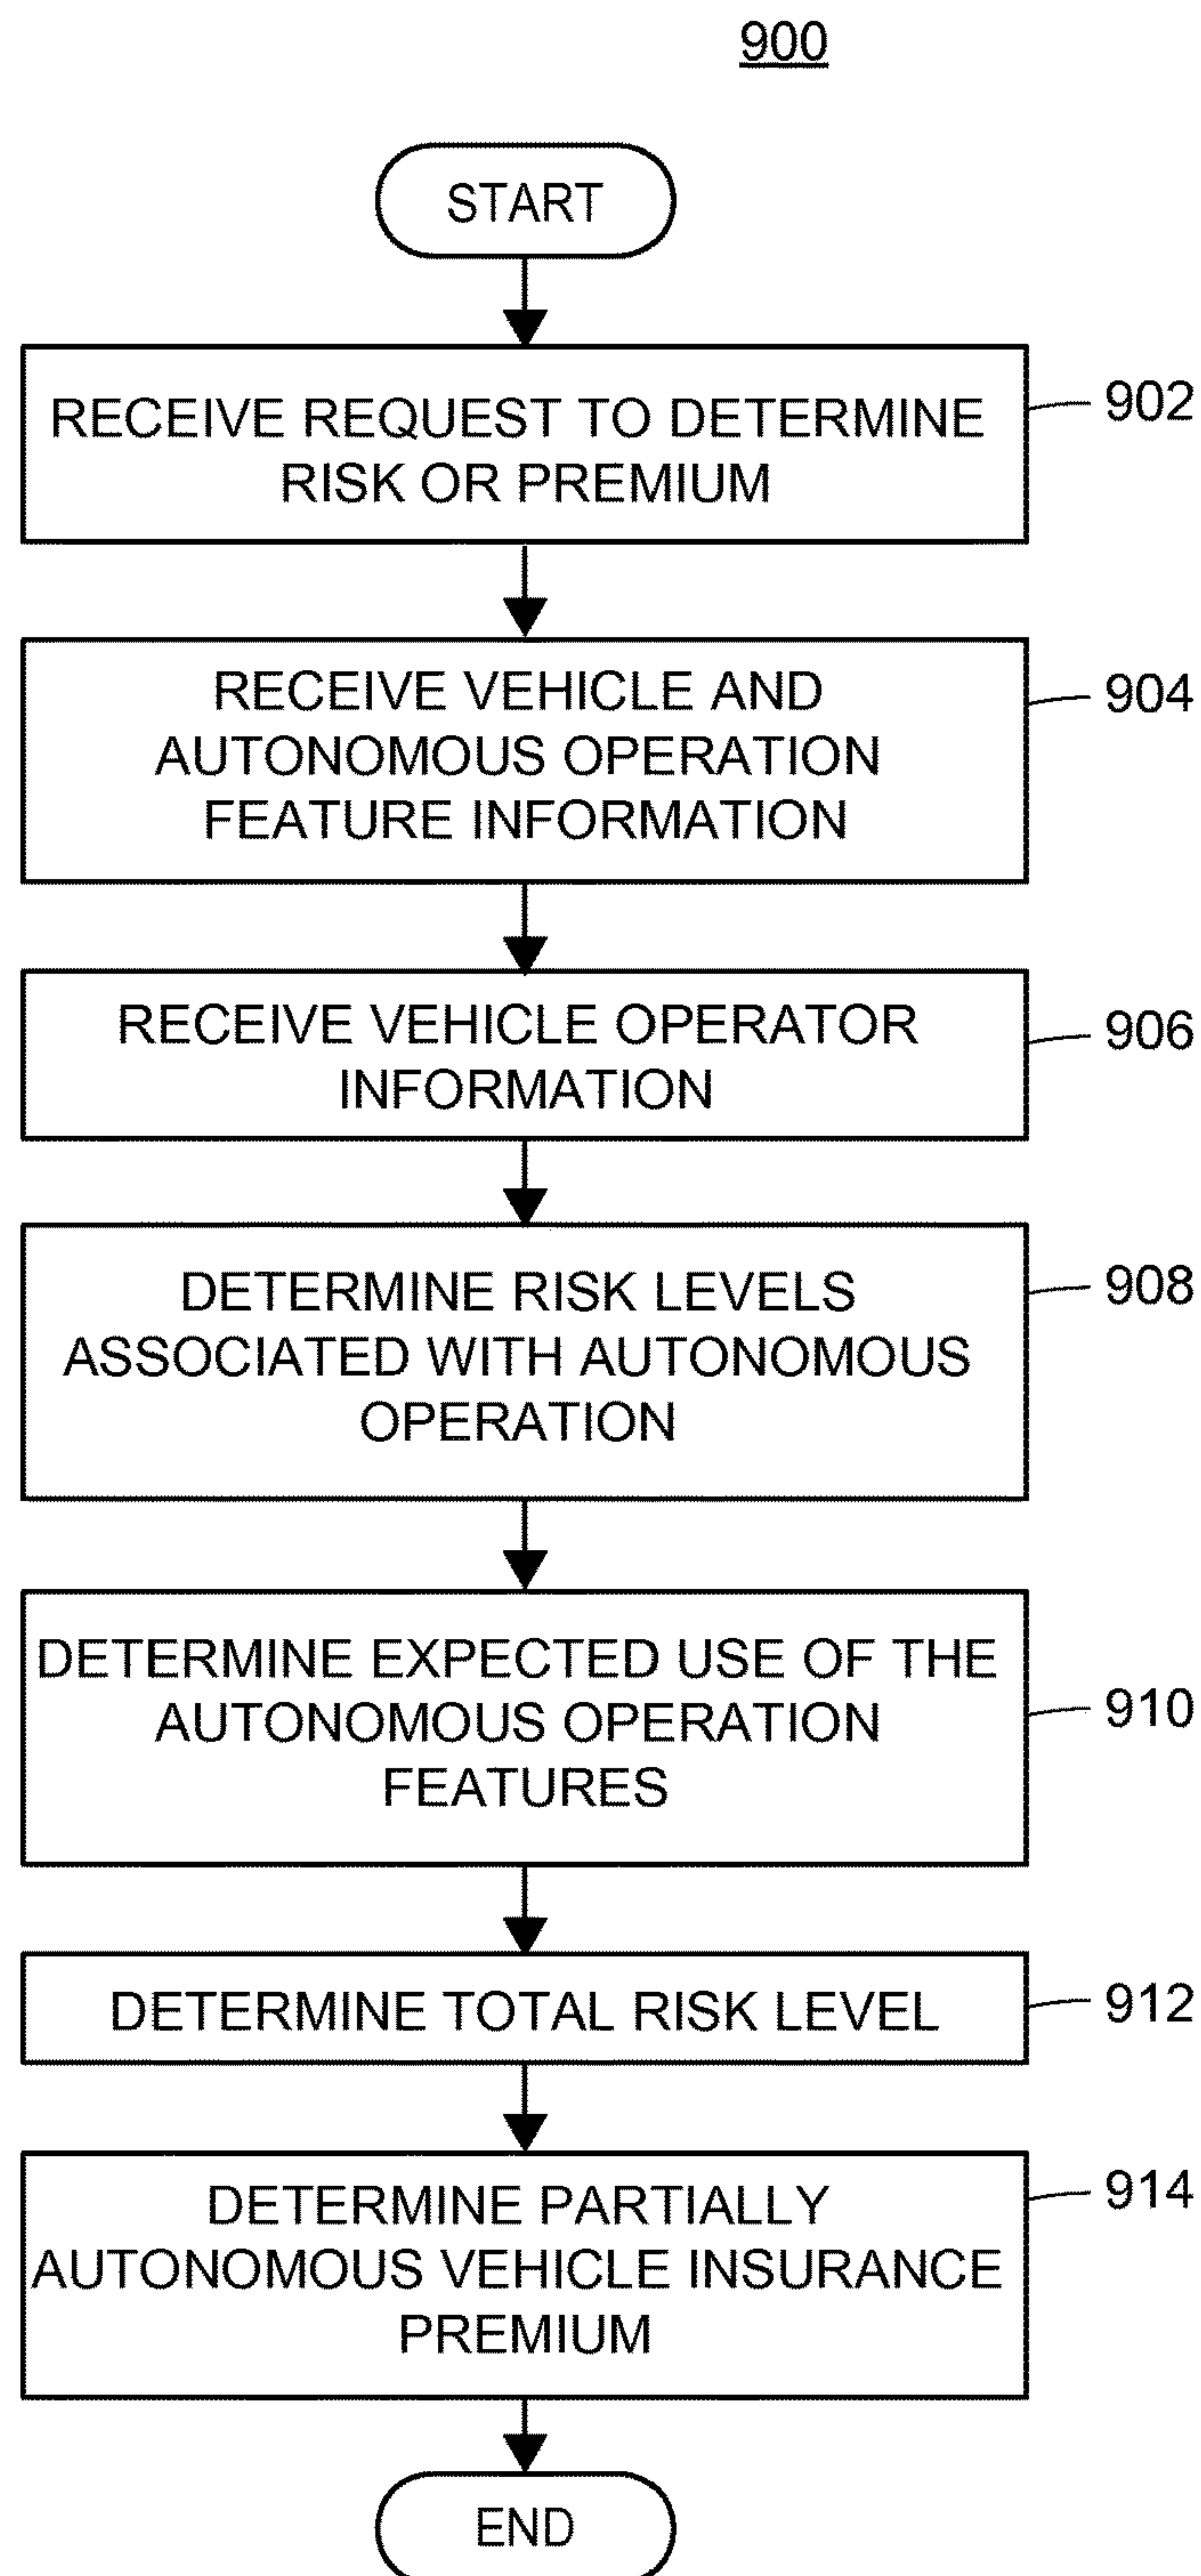 900
START
RECEIVE REQUEST TO DETERMINE
RISK OR PREMIUM
902
RECEIVE VEHICLE AND
AUTONOMOUS OPERATION
FEATURE INFORMATION
904
RECEIVE VEHICLE OPERATOR
INFORMATION
906
DETERMINE RISK LEVELS
ASSOCIATED WITH AUTONOMOUS
OPERATION
908
DETERMINE EXPECTED USE OF THE
AUTONOMOUS OPERATION
FEATURES
910
DETERMINE TOTAL RISK LEVEL
912
DETERMINE PARTIALLY
AUTONOMOUS VEHICLE INSURANCE
PREMIUM
914
END